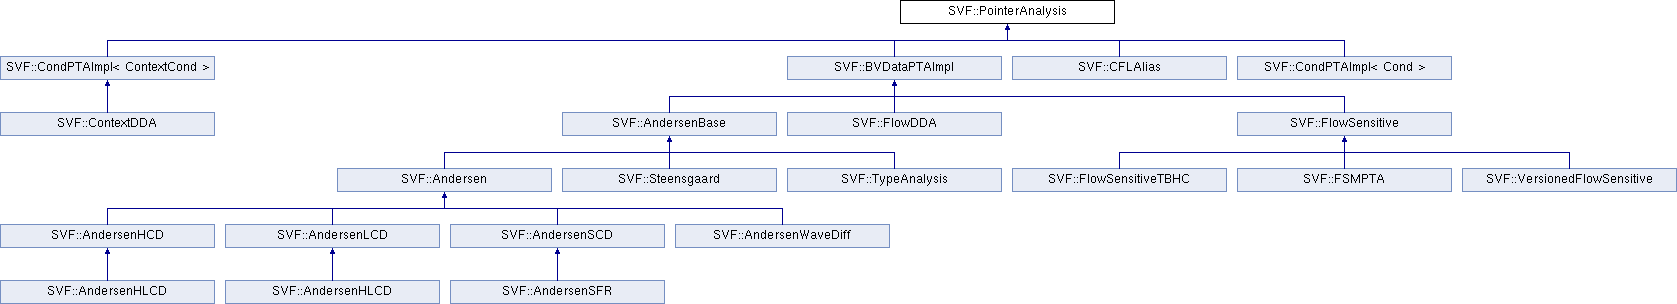 SVF::PointerAnalysis
SVF::CondPTAImpl< ContextCond >
SVF::BVDataPTAImpl
SVF::CFLAlias
SVF::CondPTAImpl< Cond >
SVF::ContextDDA
SVF::AndersenBase
SVF::FlowDDA
SVF::FlowSensitive
SVF::Andersen
SVF::Steensgaard
SVF::TypeAnalysis
SVF::FlowSensitiveTBHC
SVF::FSMPTA
SVF::VersionedFlowSensitive
SVF::AndersenHCD
SVF::AndersenLCD
SVF::AndersenSCD
SVF::AndersenWaveDiff
SVF::AndersenHLCD
SVF::AndersenHLCD
SVF::AndersenSFR